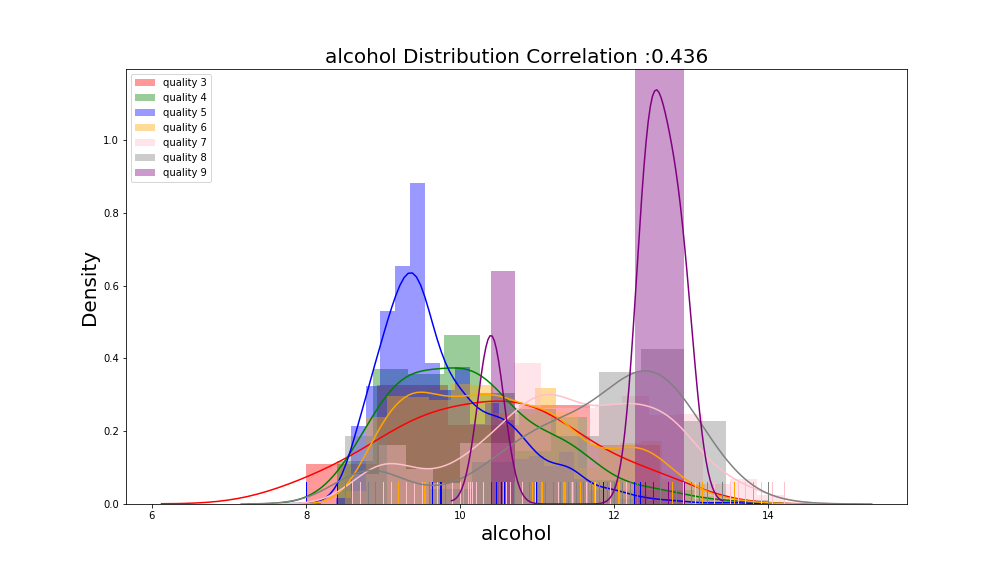 alcohol Distribution Correlation :0.436
quality 3
quality 4
quality 5
quality 6
quality 7
quality 8
quality 9
Density
1.0
0.8
0.6
0.4
0.2
0.0
6 8 10 12 14
alcohol